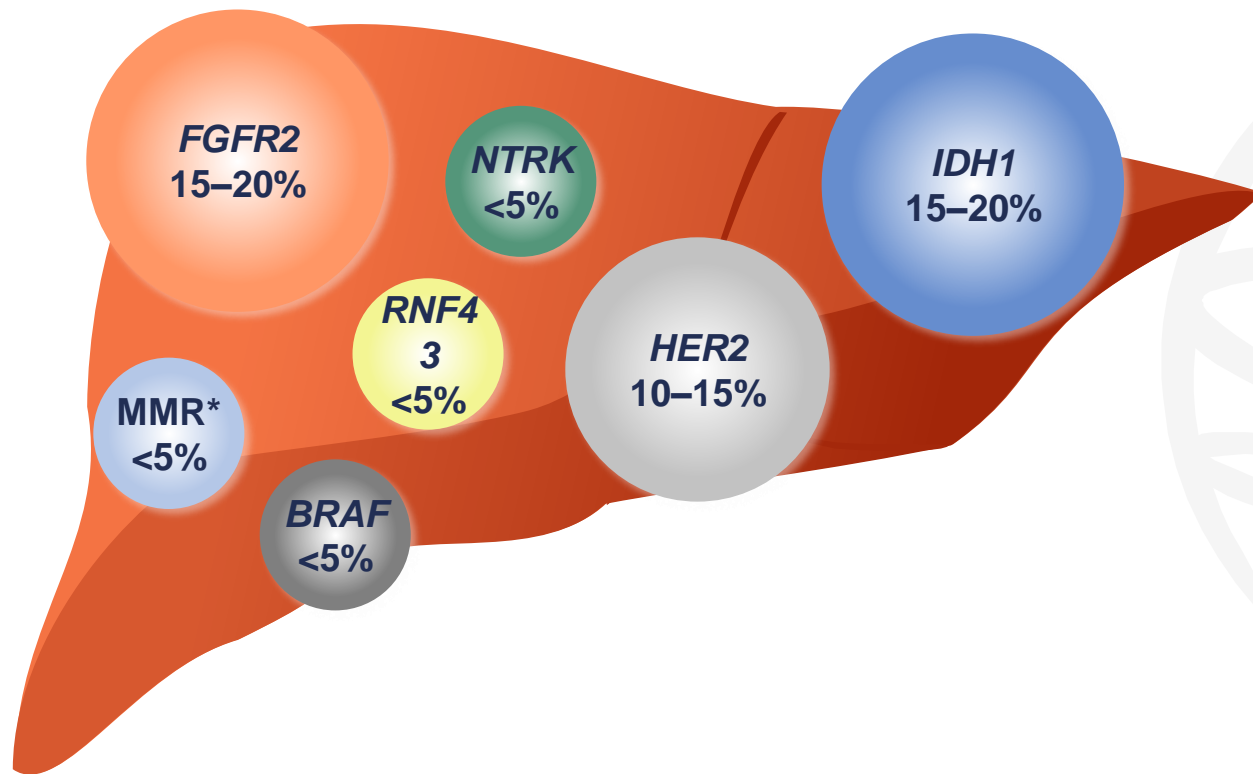 FGFR2
15–20%
NTRK
<5%
IDH1
15–20%
RNF4
3
<5%
HER2
10–15%
MMR*
<5%
BRAF
<5%